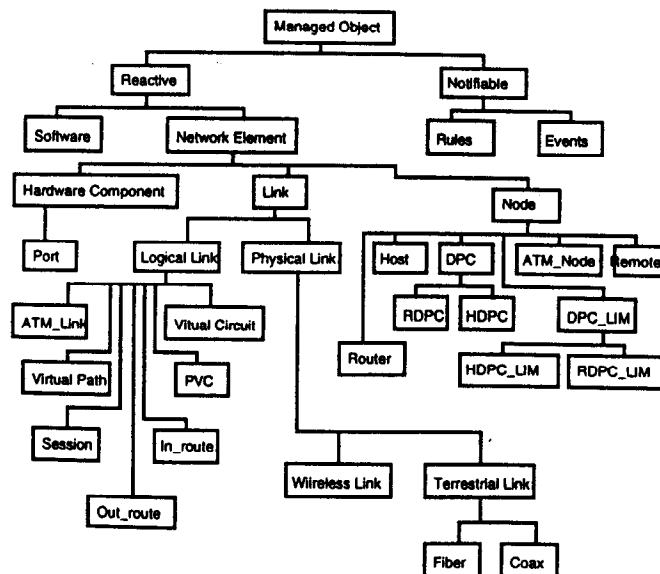 Managed Object
Reactive
Notifiable
Software
Network Element
Rules
Events
Hardware Component
Link
Node
Port
Logical Link
Physical Link
Host
DPC
ATM_Node
Remote
ATM_Link
Vitual Circuit
RDPC
HDPC
DPC_LIM
Virtual Path
PVC
Router
HDPC_LIM
RDPC_LIM
Session
In_route
Wilreless Link
Terrestrial Link
Out_route
Fiber
Coax